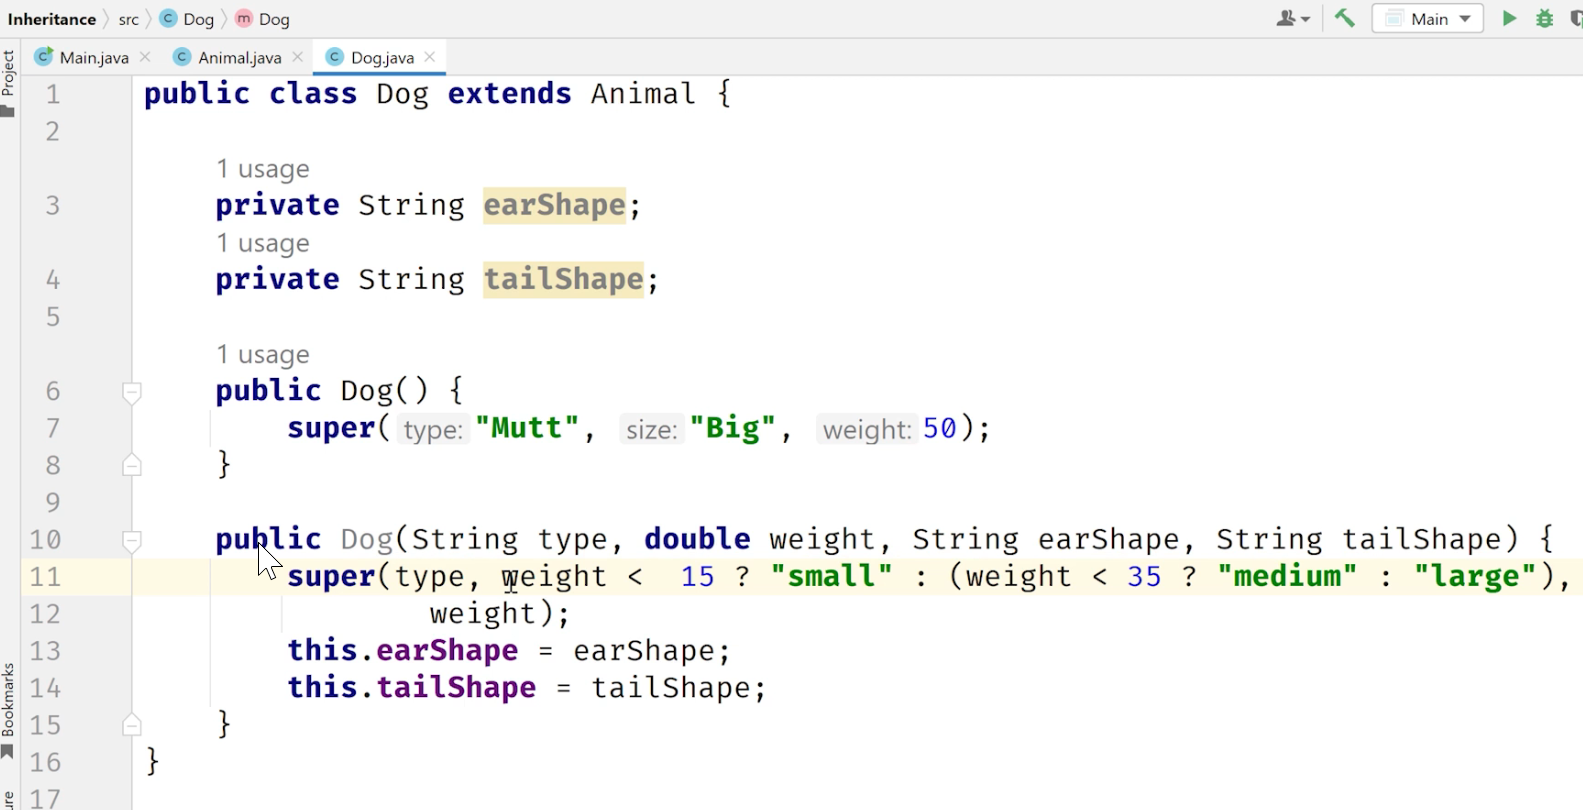 Inheritance src Dog Dog
Main
Main.java Animal.java Dog.java
Project
1 public class Dog extends Animal {
2
1 usage
3 private String earShape;
1 usage
4 private String tailShape;
5
1 usage
6 public Dog() {
7 super( type: "Mutt", size: "Big", weight: 50);
8 }
9
10 public Dog(String type, double weight, String earShape, String tailShape) {
11 super(type, weight < 15 ? "small" : (weight < 35 ? "medium" : "large"),
12 weight);
13 this.earShape = earShape;
14 this.tailShape = tailShape;
15 }
16 }
17
Bookmarks